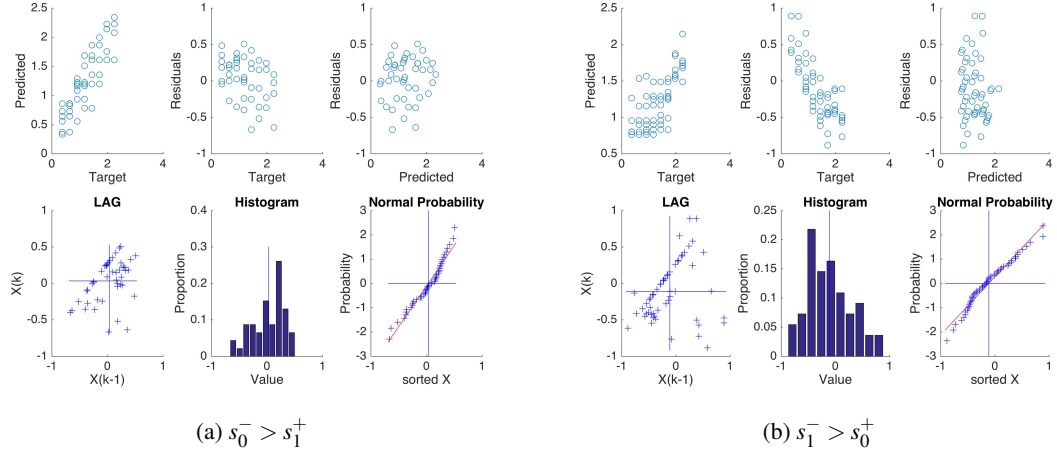 2.5
2
1.5
1
0.5
0
Predicted
0 2 4
Target
1
0.5
0
-0.5
-1
Residuals
0 2 4
Target
1
0.5
0
-0.5
-1
Residuals
0 2 4
Predicted
LAG
1
0.5
0
-0.5
-1
X(k)
-1 0 1
X(k-1)
Histogram
0.4
0.3
0.2
0.1
0
Proportion
-1 0 1
Value
Normal Probability
3
2
1
0
-1
-2
-3
Probability
-1 0 1
sorted X
(a) $s_0^- > s_1^+$
2.5
2
1.5
1
0.5
0
Predicted
0 2 4
Target
1
0.5
0
-0.5
-1
Residuals
0 2 4
Target
1
0.5
0
-0.5
-1
Residuals
0 2 4
Predicted
LAG
1
0.5
0
-0.5
-1
X(k)
-1 0 1
X(k-1)
Histogram
0.25
0.2
0.15
0.1
0.05
0
Proportion
-1 0 1
Value
Normal Probability
3
2
1
0
-1
-2
-3
Probability
-1 0 1
sorted X
(b) $s_1^- > s_0^+$